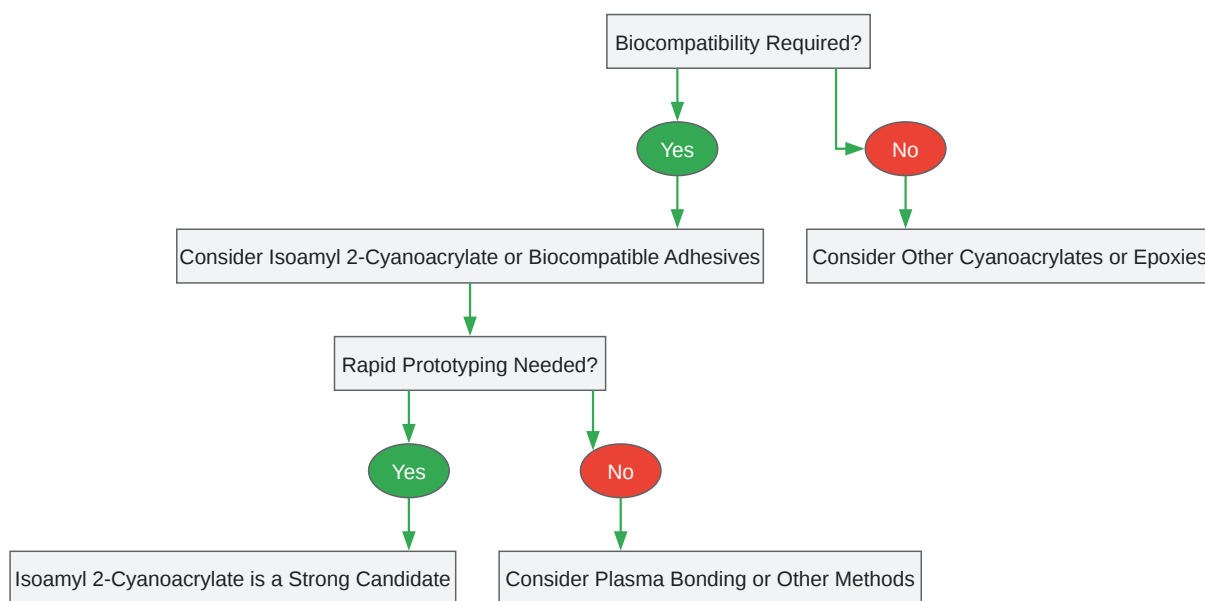 Biocompatibility Required?
Yes
No
Consider Isoamyl 2-Cyanoacrylate or Biocompatible Adhesives
Consider Other Cyanoacrylates or Epoxies
Rapid Prototyping Needed?
Yes
No
Isoamyl 2-Cyanoacrylate is a Strong Candidate
Consider Plasma Bonding or Other Methods